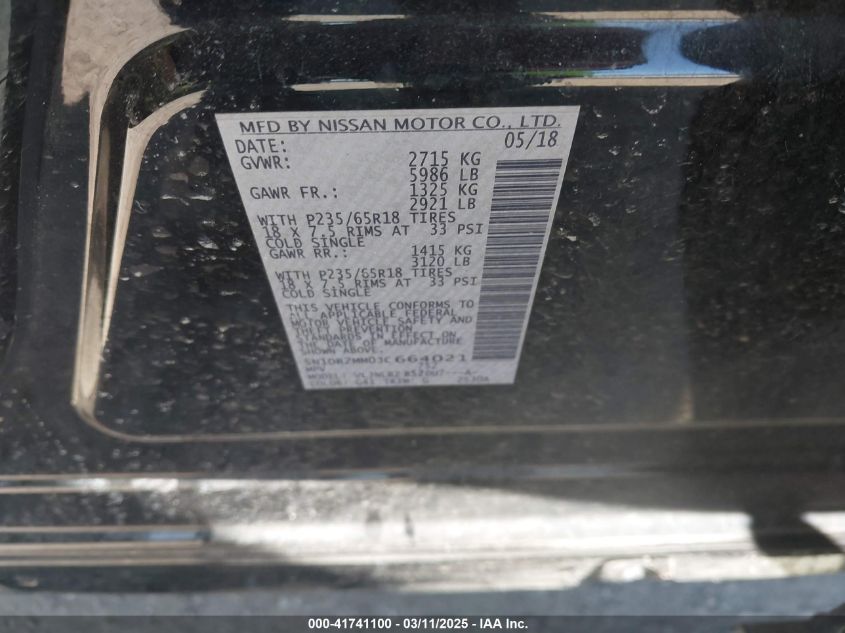 MFD BY NISSAN MOTOR CO., LTD.
DATE: 05/18
GVWR: 2715 KG
5986 LB
GAWR FR.: 1325 KG
2921 LB
WITH P235/65R18 TIRES
18 X 7.5 RIMS AT 33 PSI
COLD SINGLE
GAWR RR.: 1415 KG
3120 LB
WITH P235/65R18 TIRES
18 X 7.5 RIMS AT 33 PSI
COLD SINGLE
THIS VEHICLE CONFORMS TO
ALL APPLICABLE FEDERAL
MOTOR VEHICLE SAFETY AND
THEFT PREVENTION
STANDARDS IN EFFECT ON
THE DATE OF MANUFACTURE
SHOWN ABOVE.
5N1DR2MM0JC664021
MPV
MODEL:
COLOR: G41
000-41741100 - 03/11/2025 - IAA Inc.